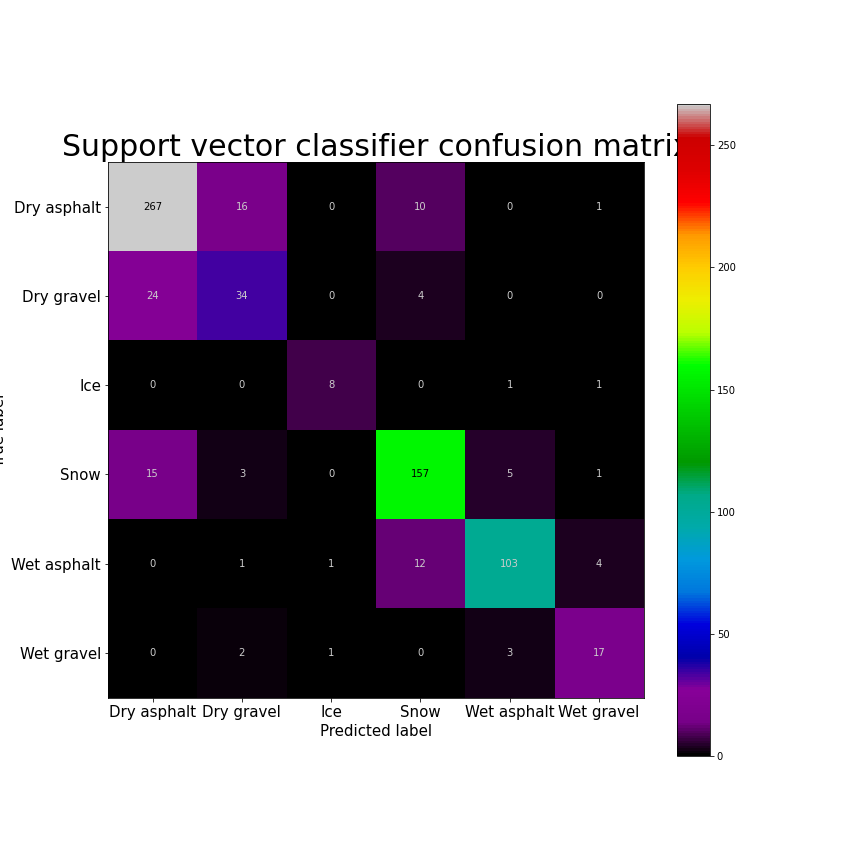 Support vector classifier confusion matrix
Dry asphalt 267 16 0 10 0 1
Dry gravel 24 34 0 4 0 0
Ice 0 0 8 0 1 1
Snow 15 3 0 157 5 1
Wet asphalt 0 1 1 12 103 4
Wet gravel 0 2 1 0 3 17
Dry asphalt Dry gravel Ice Snow Wet asphalt Wet gravel
Predicted label
label
250
200
150
100
50
0